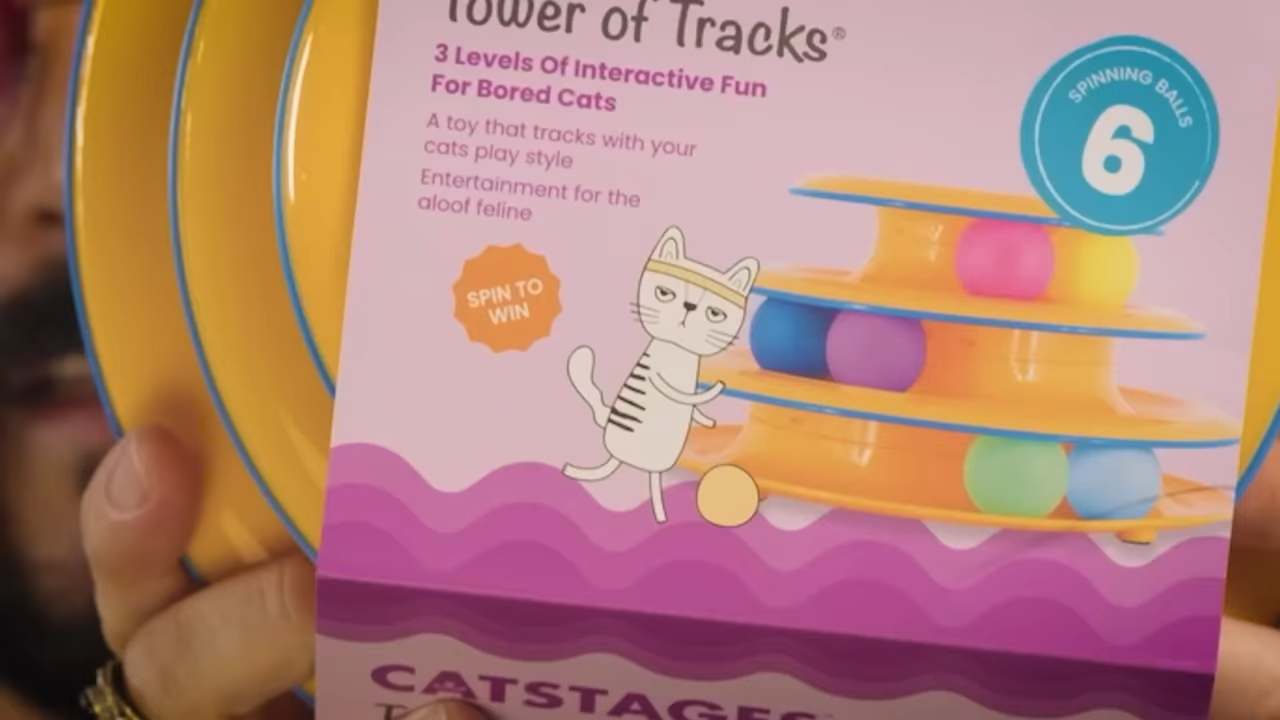 Tower of Tracks®
3 Levels Of Interactive Fun
For Bored Cats
A toy that tracks with your
cats play style
Entertainment for the
aloof feline
SPINNING BALLS
6
SPIN TO
WIN
CATSTAGES